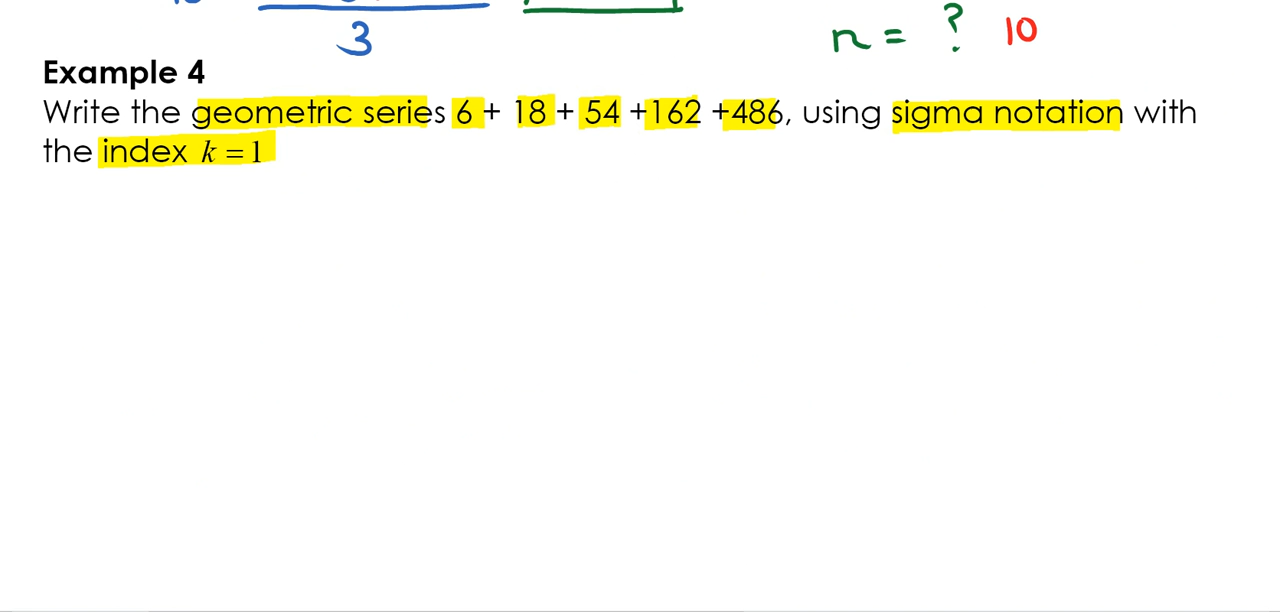 3
n = ? 10
Example 4
Write the geometric series 6 + 18 + 54 +162 +486, using sigma notation with
the index k = 1